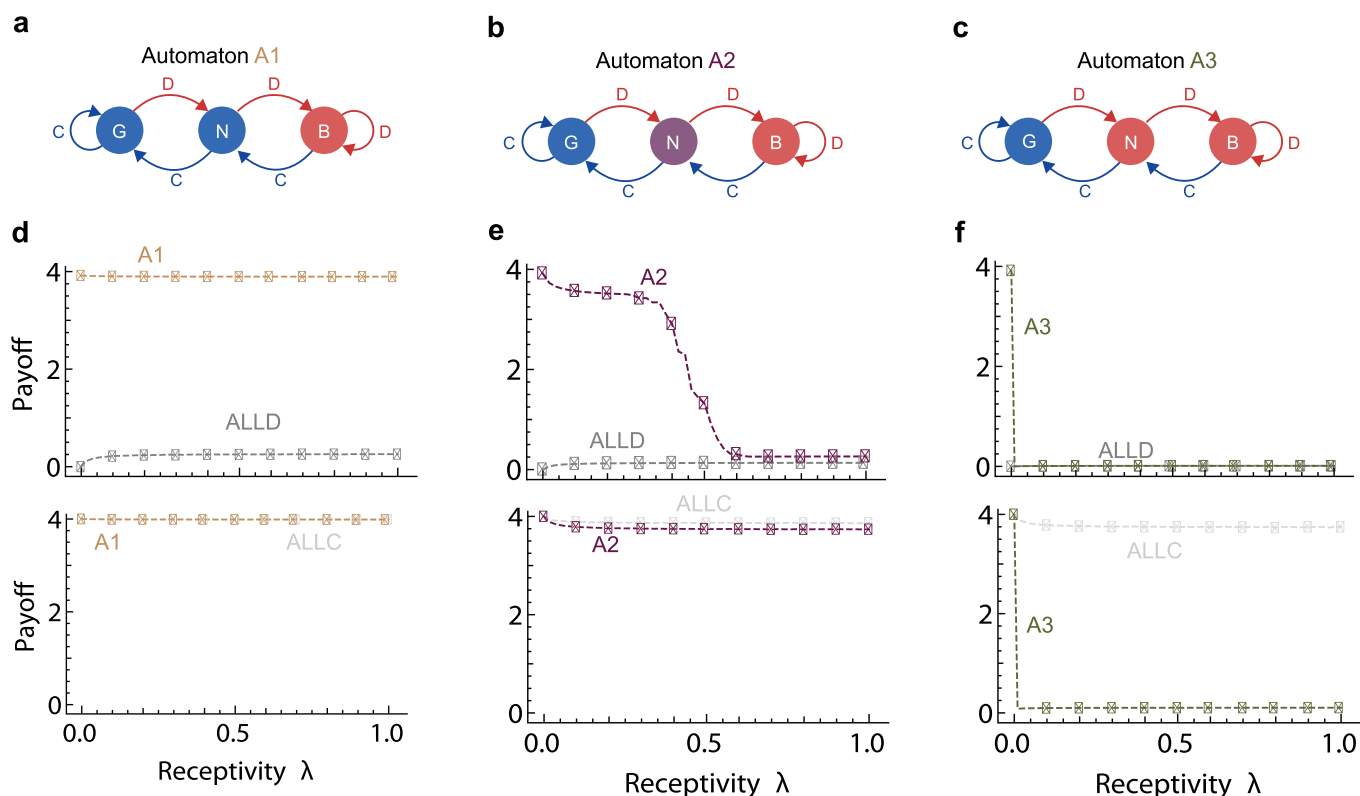 a
Automaton A1
D D
C G N B D
C C
b
Automaton A2
D D
C G N B D
C C
c
Automaton A3
D D
C G N B D
C C
d
A1
4
2
0
Payoff
ALLD
4
A1 ALLC
2
0
Payoff
0.0 0.5 1.0
Receptivity λ
e
4
A2
2
ALLD
0
ALLC
4
A2
2
0
0.0 0.5 1.0
Receptivity λ
f
4
A3
2
ALLD
0
4
ALLC
2
A3
0
0.0 0.5 1.0
Receptivity λ